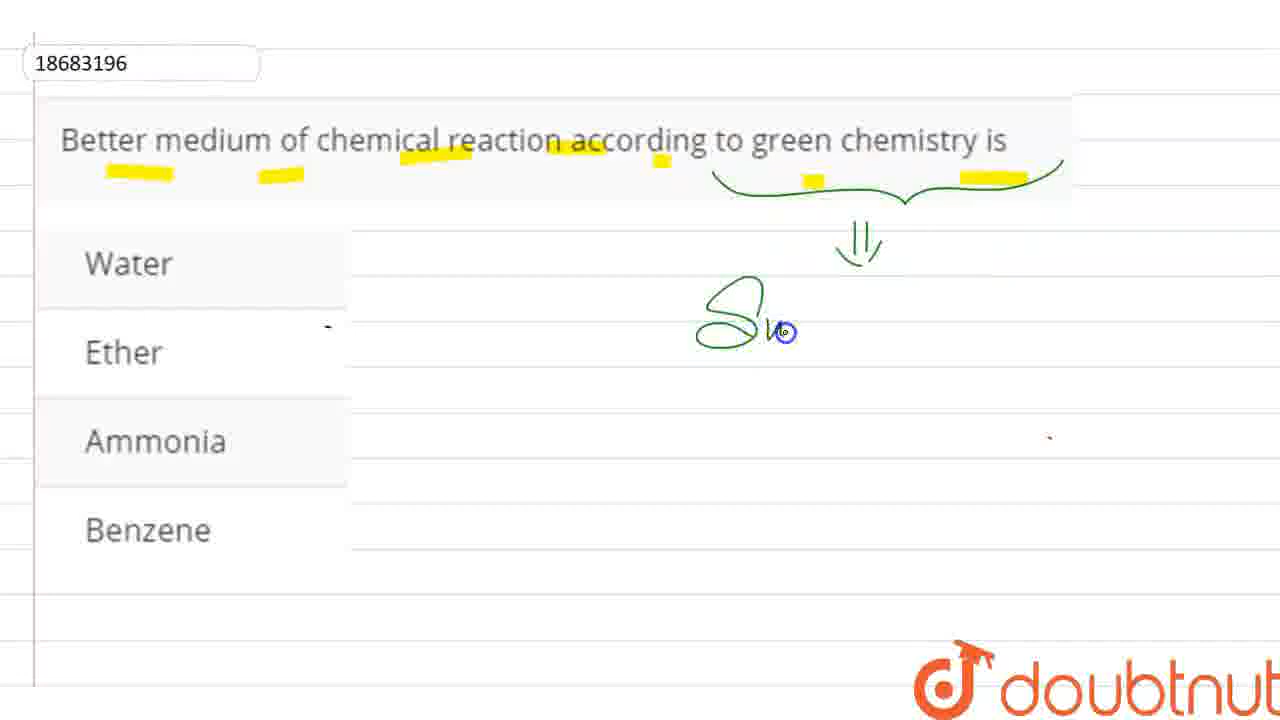 18683196
Better medium of chemical reaction according to green chemistry is
Water
Ether
Ammonia
Benzene
doubtnut